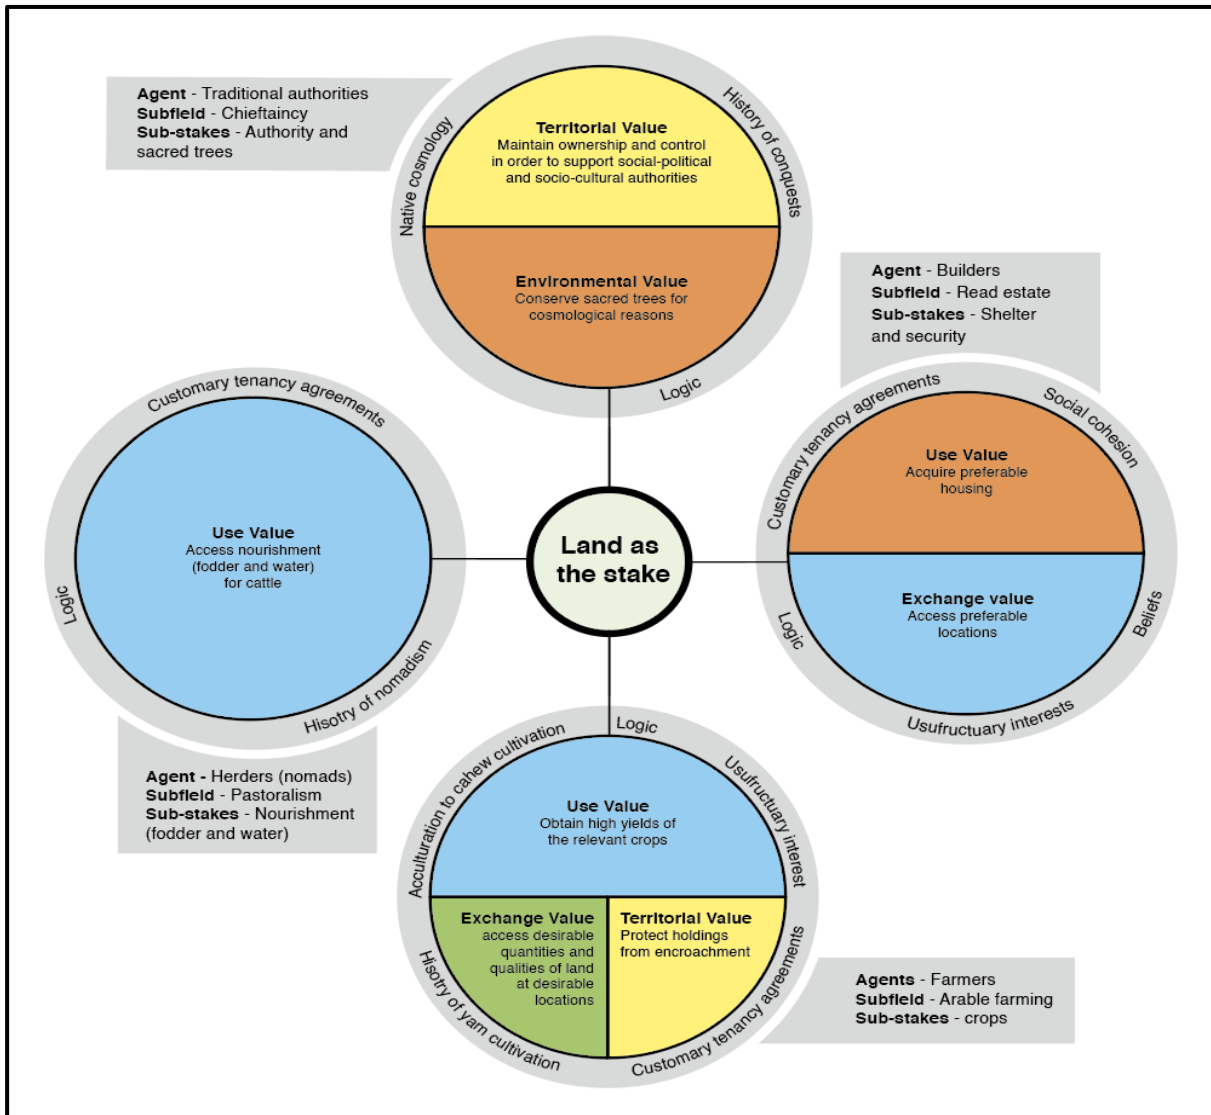 Agent - Traditional authorities
Subfield - Chieftaincy
Sub-stakes - Authority and
sacred trees
Native cosmology
History of conquests
Logic
Territorial Value
Maintain ownership and control
in order to support social-political
and socio-cultural authorities
Environmental Value
Conserve sacred trees for
cosmological reasons
Agent - Builders
Subfield - Read estate
Sub-stakes - Shelter
and security
Customary tenancy agreements
Social cohesion
Logic
Beliefs
Usufructuary interests
Use Value
Acquire preferable
housing
Exchange value
Access preferable
locations
Customary tenancy agreements
Logic
Hisotry of nomadism
Use Value
Access nourishment
(fodder and water)
for cattle
Land as
the stake
Agent - Herders (nomads)
Subfield - Pastoralism
Sub-stakes - Nourishment
(fodder and water)
Acculturation to cahew cultivation
Logic
Usufructuary interest
Hisotry of yam cultivation
Customary tenancy agreements
Use Value
Obtain high yields of
the relevant crops
Exchange Value
access desirable
quantities and
qualities of land
at desirable
locations
Territorial Value
Protect holdings
from encroachment
Agents - Farmers
Subfield - Arable farming
Sub-stakes - crops